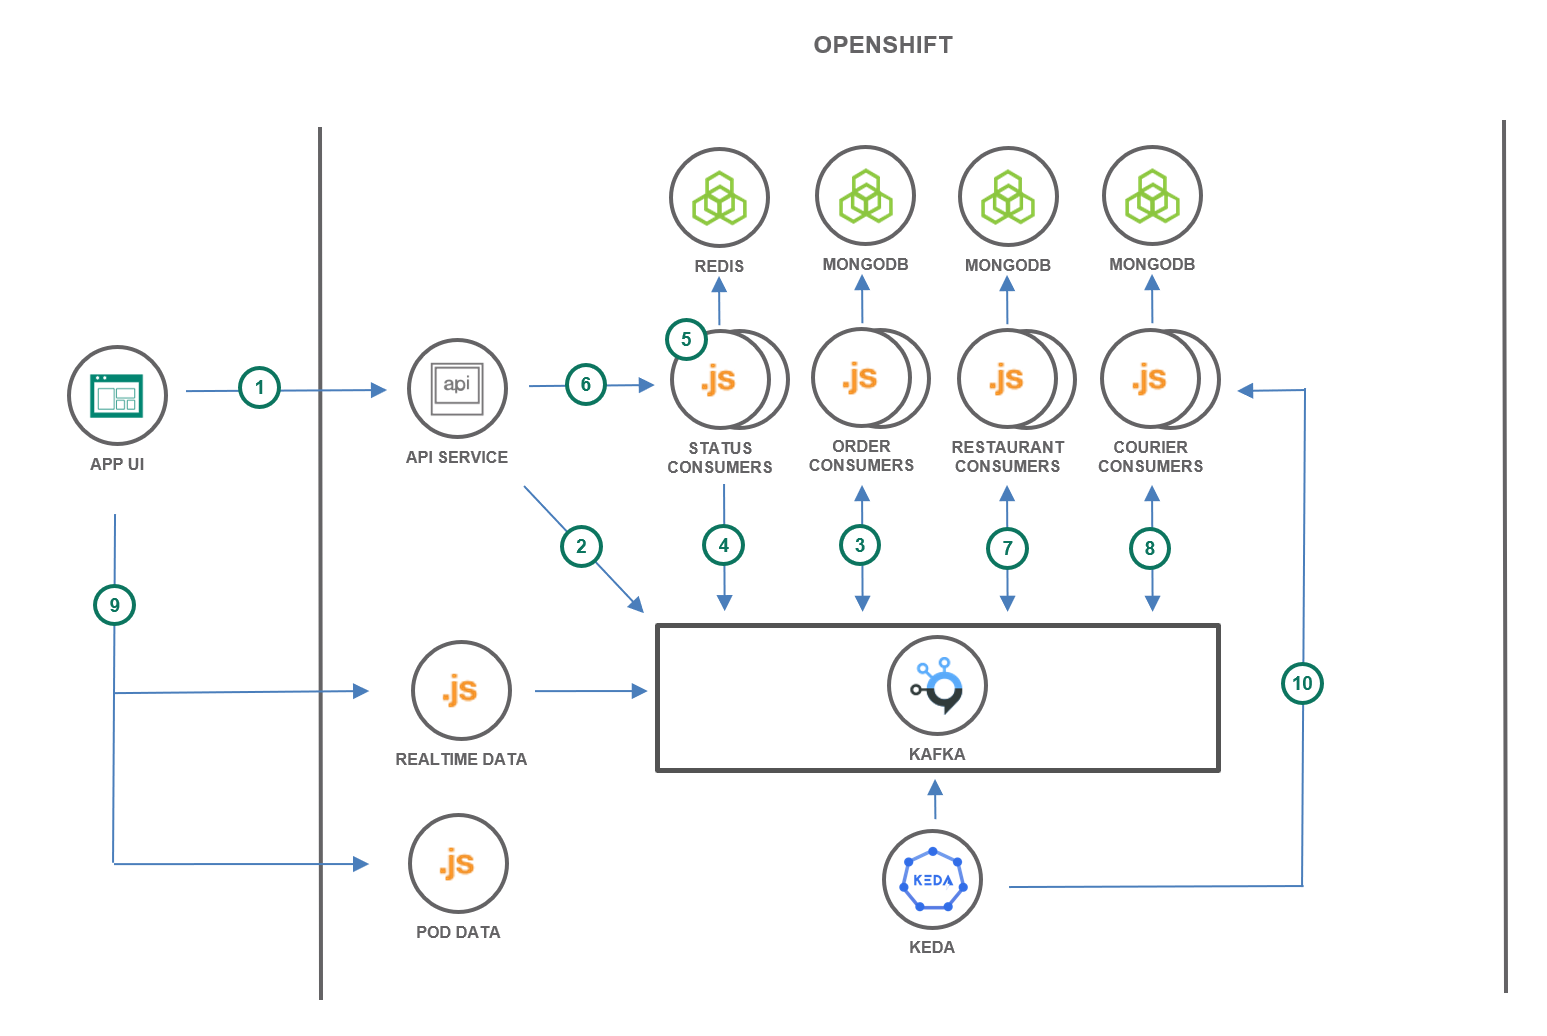 OPENSHIFT
REDIS
MONGODB
MONGODB
MONGODB
1
api
6
5
.js
.js
.js
.js
APP UI
API SERVICE
STATUS
CONSUMERS
ORDER
CONSUMERS
RESTAURANT
CONSUMERS
COURIER
CONSUMERS
2
4
3
7
8
9
10
.js
REALTIME DATA
KAFKA
.js
POD DATA
KEDA
KEDA